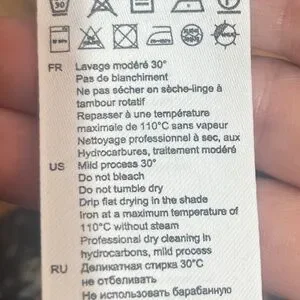 30
FR Lavage modéré 30°
Pas de blanchiment
Ne pas sécher en sèche-linge à
tambour rotatif
Repasser à une température
maximale de 110°C sans vapeur
Nettoyage professionnel à sec, aux
Hydrocarbures, traitement modéré
US Mild process 30°
Do not bleach
Do not tumble dry
Drip flat drying in the shade
Iron at a maximum temperature of
110°C without steam
Professional dry cleaning in
hydrocarbons, mild process
RU Деликатная стирка 30°C
не отбеливать
Не использовать барабанную